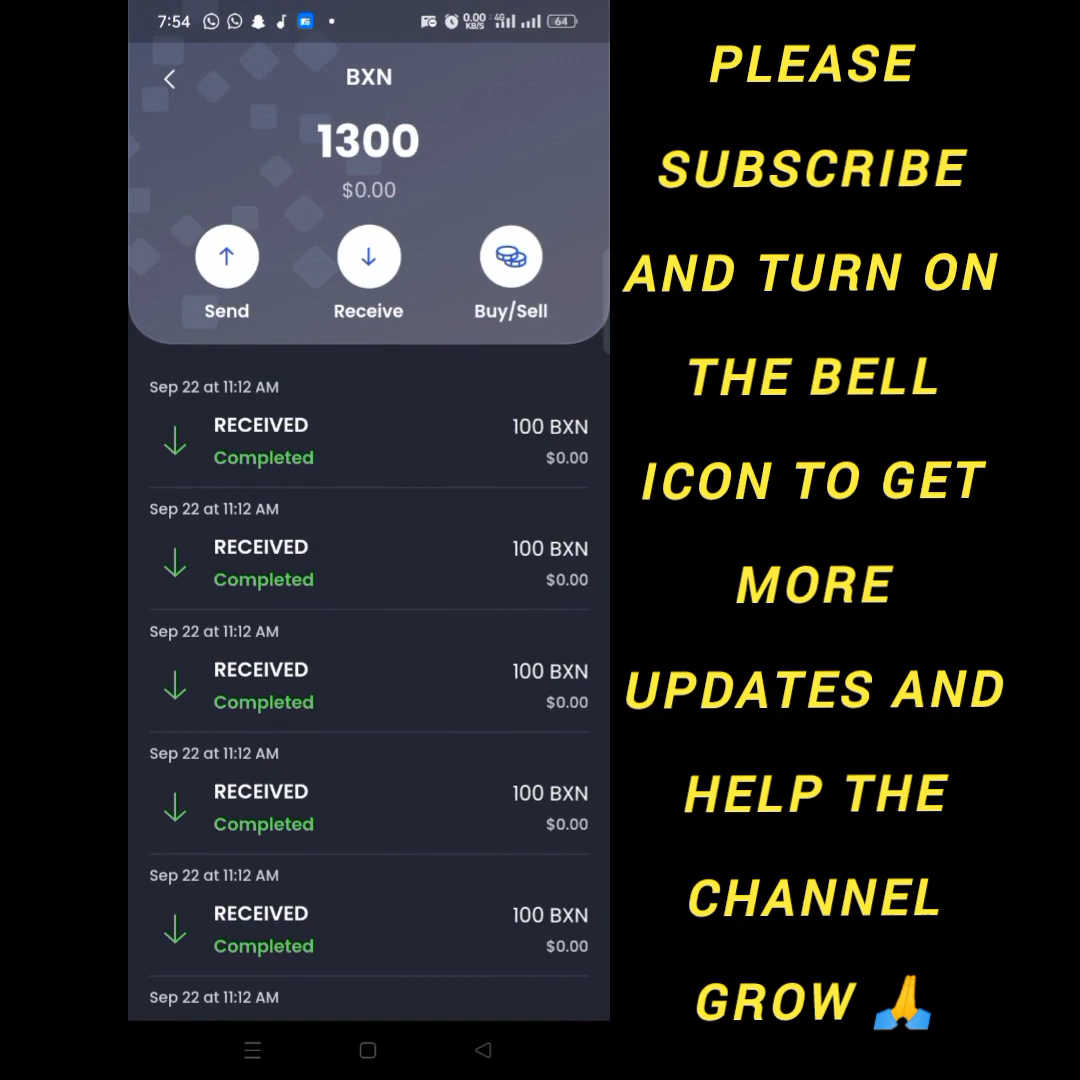 7:54
0.00 KB/S 4G 64
BXN
1300
$0.00
Send Receive Buy/Sell
Sep 22 at 11:12 AM
RECEIVED 100 BXN
Completed $0.00
Sep 22 at 11:12 AM
RECEIVED 100 BXN
Completed $0.00
Sep 22 at 11:12 AM
RECEIVED 100 BXN
Completed $0.00
Sep 22 at 11:12 AM
RECEIVED 100 BXN
Completed $0.00
Sep 22 at 11:12 AM
RECEIVED 100 BXN
Completed $0.00
Sep 22 at 11:12 AM
PLEASE
SUBSCRIBE
AND TURN ON
THE BELL
ICON TO GET
MORE
UPDATES AND
HELP THE
CHANNEL
GROW 🙏